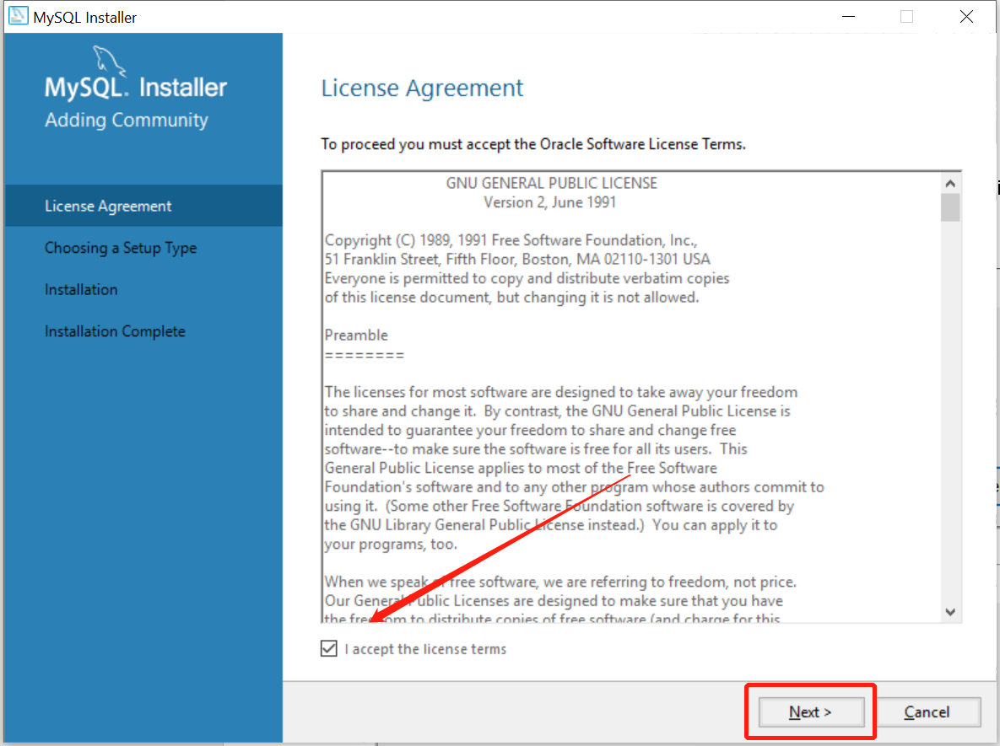 MySQL Installer
MySQL. Installer
Adding Community
License Agreement
Choosing a Setup Type
Installation
Installation Complete
License Agreement
To proceed you must accept the Oracle Software License Terms.
GNU GENERAL PUBLIC LICENSE
Version 2, June 1991
Copyright (C) 1989, 1991 Free Software Foundation, Inc.,
51 Franklin Street, Fifth Floor, Boston, MA 02110-1301 USA
Everyone is permitted to copy and distribute verbatim copies
of this license document, but changing it is not allowed.
Preamble
========
The licenses for most software are designed to take away your freedom
to share and change it.  By contrast, the GNU General Public License is
intended to guarantee your freedom to share and change free
software--to make sure the software is free for all its users.  This
General Public License applies to most of the Free Software
Foundation's software and to any other program whose authors commit to
using it.  (Some other Free Software Foundation software is covered by
the GNU Library General Public License instead.)  You can apply it to
your programs, too.
When we speak of free software, we are referring to freedom, not price.
Our General Public Licenses are designed to make sure that you have
the freedom to distribute copies of free software (and charge for this
I accept the license terms
Next >
Cancel